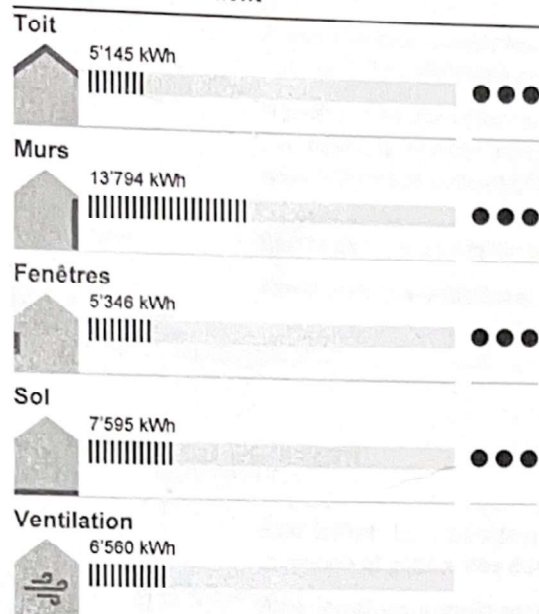 Toit
5'145 kWh
Murs
13'794 kWh
Fenêtres
5'346 kWh
Sol
7'595 kWh
Ventilation
6'560 kWh